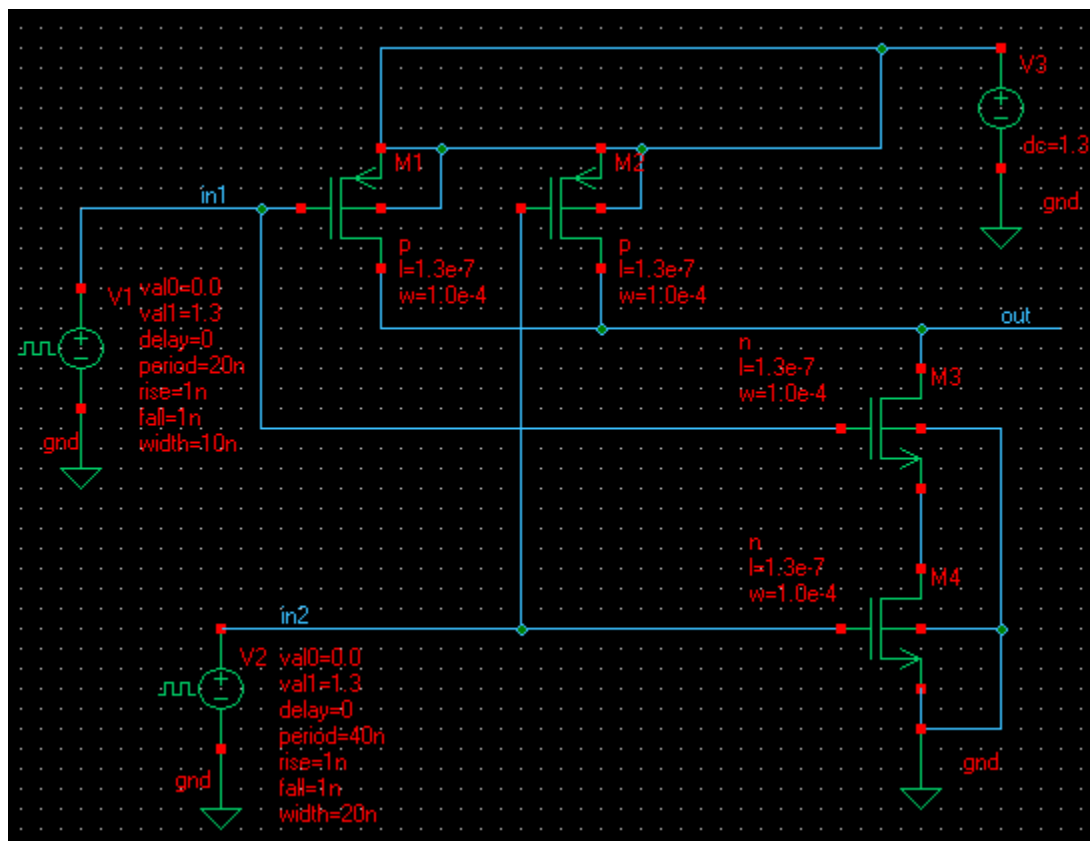 V3
dc=1.3
gnd
M1
M2
in1
p
l=1.3e-7
w=1.0e-4
p
l=1.3e-7
w=1.0e-4
V1
val0=0.0
val1=1.3
delay=0
period=20n
rise=1n
fall=1n
width=10n
gnd
out
n
l=1.3e-7
w=1.0e-4
M3
n
l=1.3e-7
w=1.0e-4
M4
in2
V2
val0=0.0
val1=1.3
delay=0
period=40n
rise=1n
fall=1n
width=20n
gnd
gnd